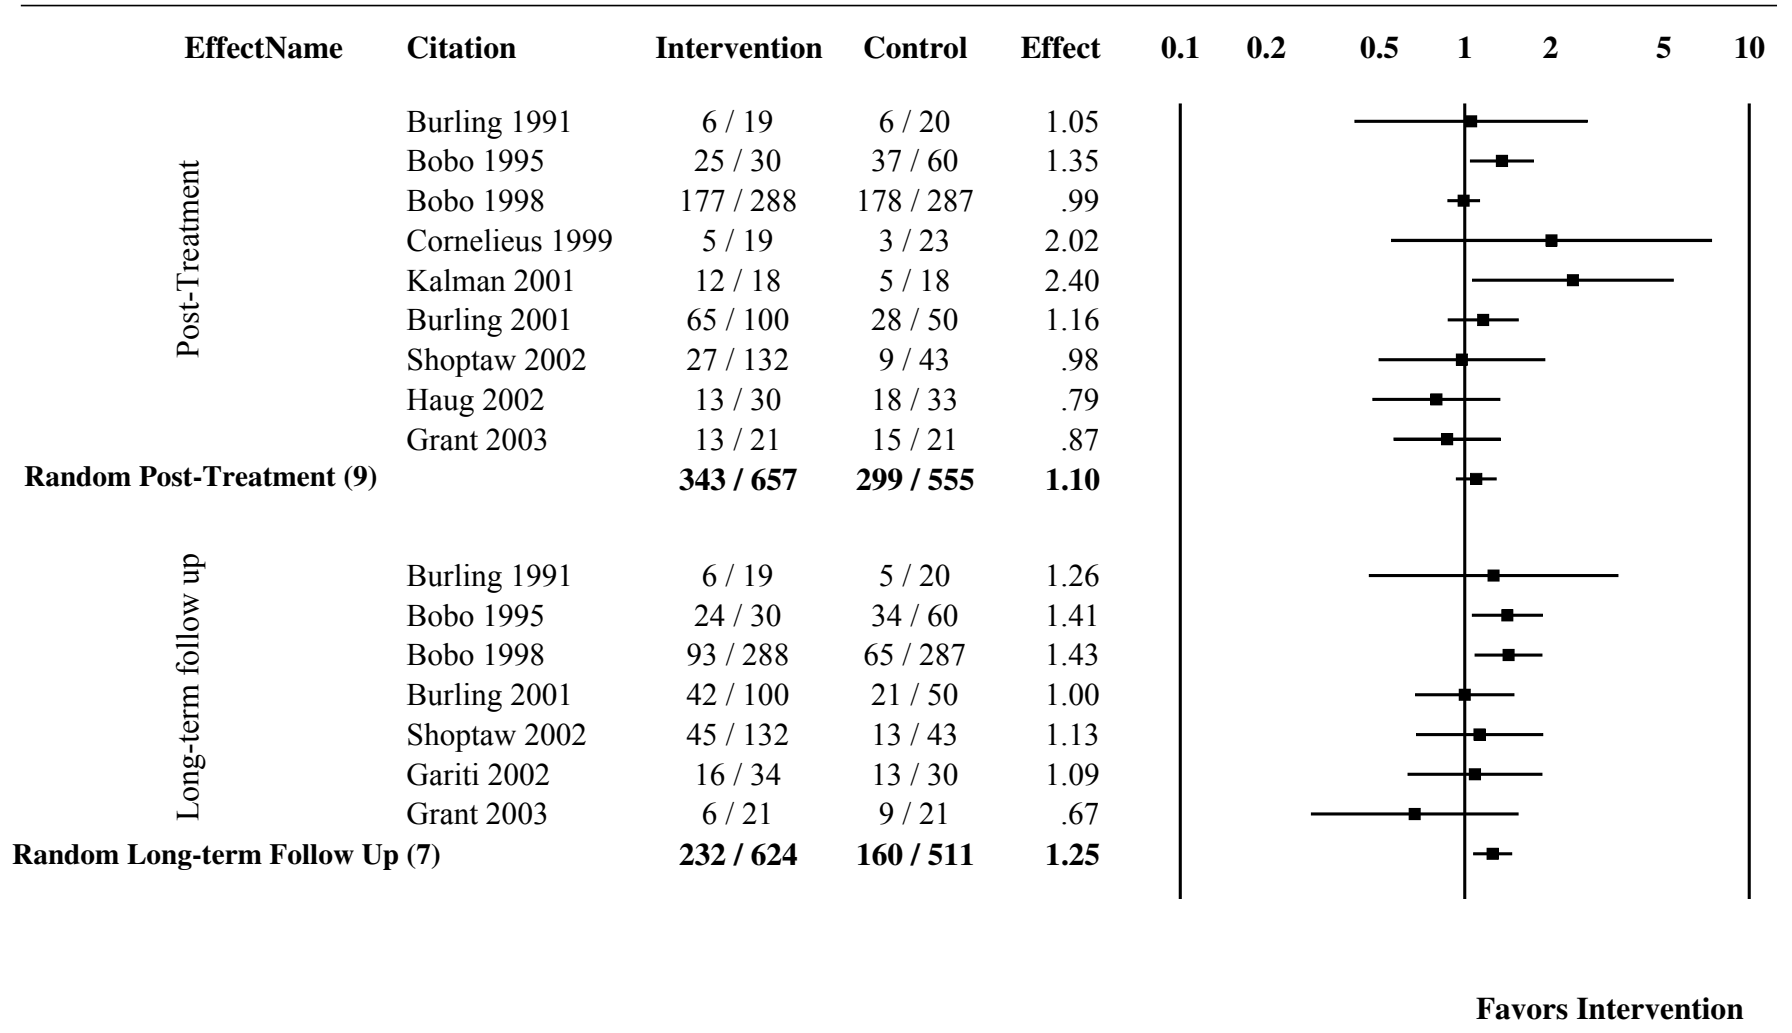 EffectName Citation Intervention Control Effect 0.1 0.2 0.5 1 2 5 10
Post-Treatment
Burling 1991 6 / 19 6 / 20 1.05
Bobo 1995 25 / 30 37 / 60 1.35
Bobo 1998 177 / 288 178 / 287 .99
Cornelieus 1999 5 / 19 3 / 23 2.02
Kalman 2001 12 / 18 5 / 18 2.40
Burling 2001 65 / 100 28 / 50 1.16
Shoptaw 2002 27 / 132 9 / 43 .98
Haug 2002 13 / 30 18 / 33 .79
Grant 2003 13 / 21 15 / 21 .87
Random Post-Treatment (9) 343 / 657 299 / 555 1.10
Long-term follow up
Burling 1991 6 / 19 5 / 20 1.26
Bobo 1995 24 / 30 34 / 60 1.41
Bobo 1998 93 / 288 65 / 287 1.43
Burling 2001 42 / 100 21 / 50 1.00
Shoptaw 2002 45 / 132 13 / 43 1.13
Gariti 2002 16 / 34 13 / 30 1.09
Grant 2003 6 / 21 9 / 21 .67
Random Long-term Follow Up (7) 232 / 624 160 / 511 1.25
Favors Intervention